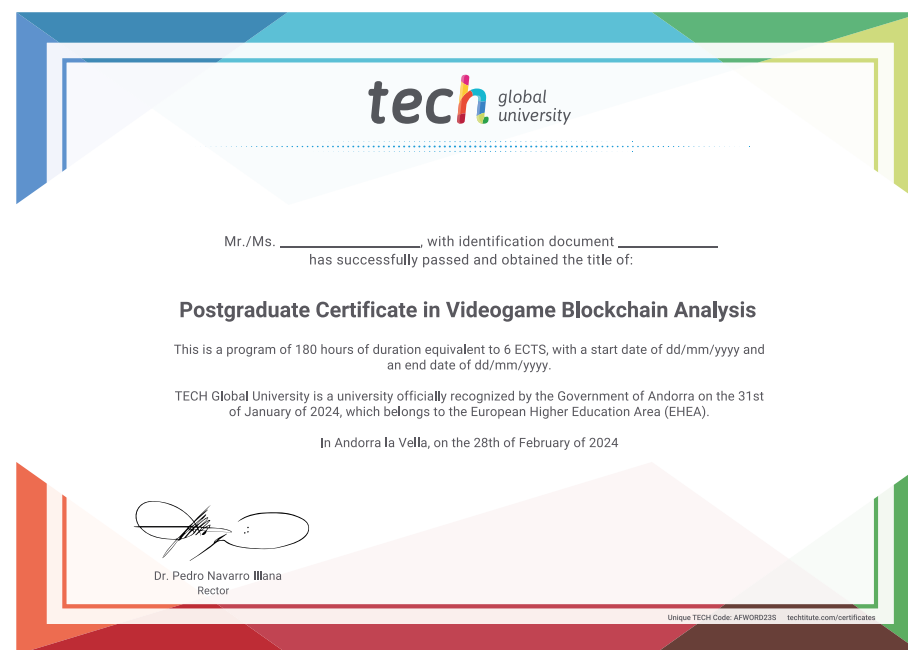 tech global university
Mr./Ms. ____________________, with identification document ______________
has successfully passed and obtained the title of:
Postgraduate Certificate in Videogame Blockchain Analysis
This is a program of 180 hours of duration equivalent to 6 ECTS, with a start date of dd/mm/yyyy and
an end date of dd/mm/yyyy.
TECH Global University is a university officially recognized by the Government of Andorra on the 31st
of January of 2024, which belongs to the European Higher Education Area (EHEA).
In Andorra la Vella, on the 28th of February of 2024
Dr. Pedro Navarro Illana
Rector
Unique TECH Code: AFWORD23S techtitute.com/certificates